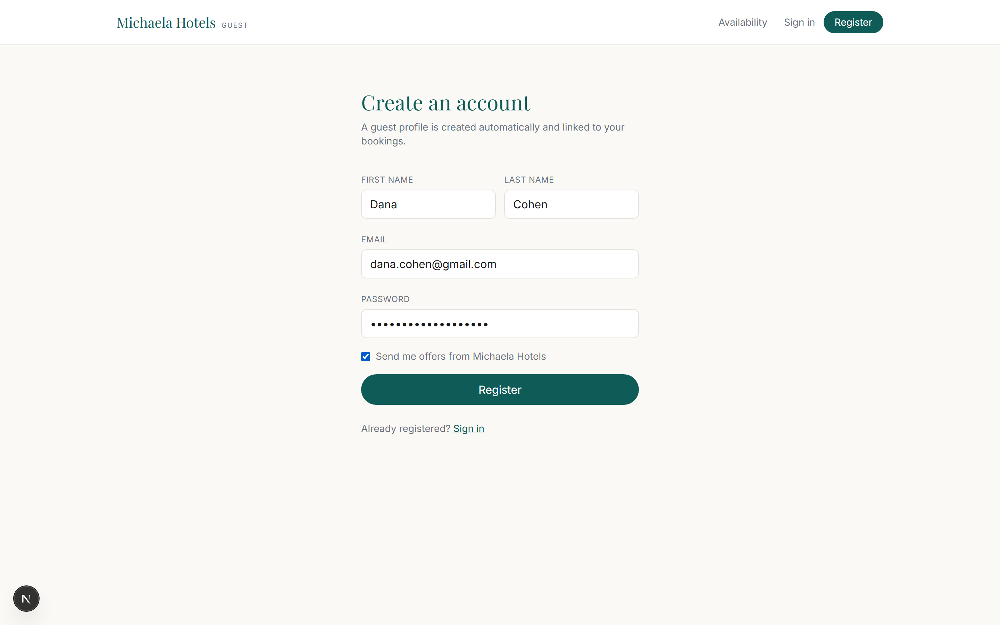 Michaela Hotels GUEST
Availability
Sign in
Register
Create an account
A guest profile is created automatically and linked to your
bookings.
FIRST NAME
Dana
LAST NAME
Cohen
EMAIL
dana.cohen@gmail.com
PASSWORD
•••••••••••••••••••
Send me offers from Michaela Hotels
Register
Already registered? Sign in
N